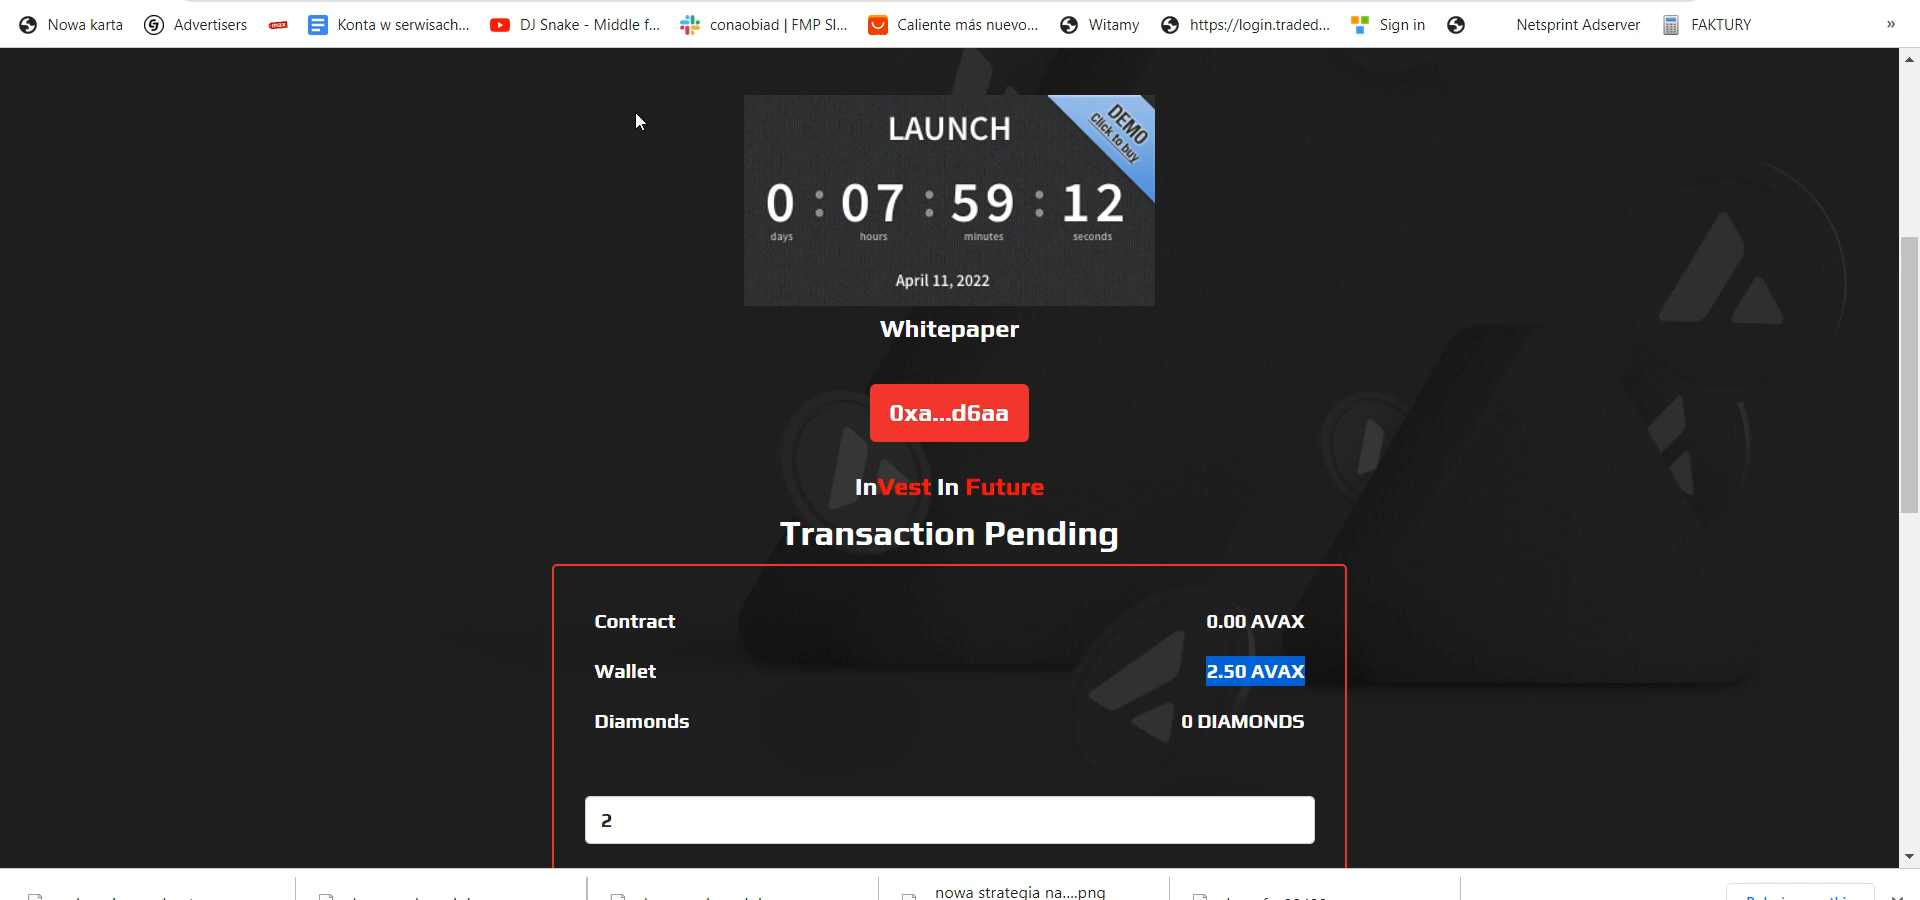 Nowa karta
Advertisers
Konta w serwisach...
DJ Snake - Middle f...
conaobiad | FMP Sl...
Caliente más nuevo...
Witamy
https://login.traded...
Sign in
Netsprint Adserver
FAKTURY
»
LAUNCH
DEMO
Click to buy
0 : 07 : 59 : 12
days hours minutes seconds
April 11, 2022
Whitepaper
0xa...d6aa
InVest In Future
Transaction Pending
Contract 0.00 AVAX
Wallet 2.50 AVAX
Diamonds 0 DIAMONDS
2
nowa strategia na....png